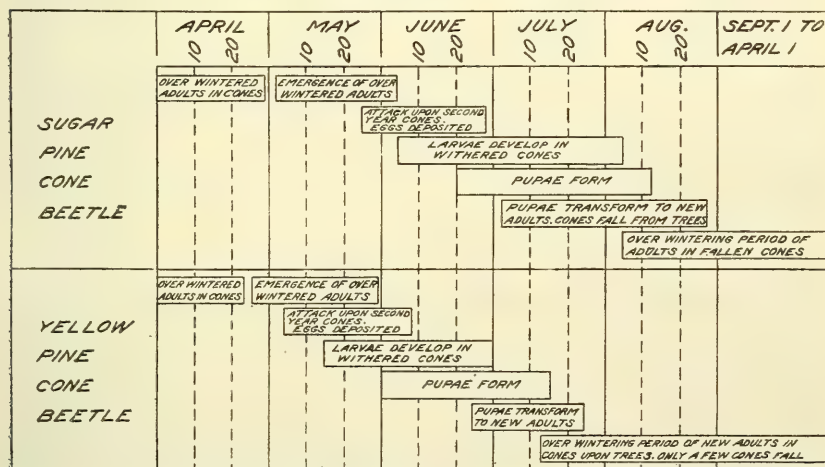 APRIL MAY JUNE JULY AUG. SEPT. 1 TO
APRIL 1
10 20 10 20 10 20 10 20 10 20
OVER WINTERED
ADULTS IN CONES
EMERGENCE OF OVER
WINTERED ADULTS
ATTACK UPON SECOND
YEAR CONES.
EGGS DEPOSITED
SUGAR
PINE
CONE
BEETLE
LARVAE DEVELOP IN
WITHERED CONES
PUPAE FORM
PUPAE TRANSFORM TO NEW
ADULTS. CONES FALL FROM TREES
OVER WINTERING PERIOD OF
ADULTS IN FALLEN CONES
OVER WINTERED
ADULTS IN CONES
EMERGENCE OF OVER
WINTERED ADULTS
ATTACK UPON SECOND
YEAR CONES.
EGGS DEPOSITED
YELLOW
PINE
CONE
BEETLE
LARVAE DEVELOP IN
WITHERED CONES
PUPAE FORM
PUPAE TRANSFORM
TO NEW ADULTS
OVER WINTERING PERIOD OF NEW ADULTS IN
CONES UPON TREES. ONLY A FEW CONES FALL